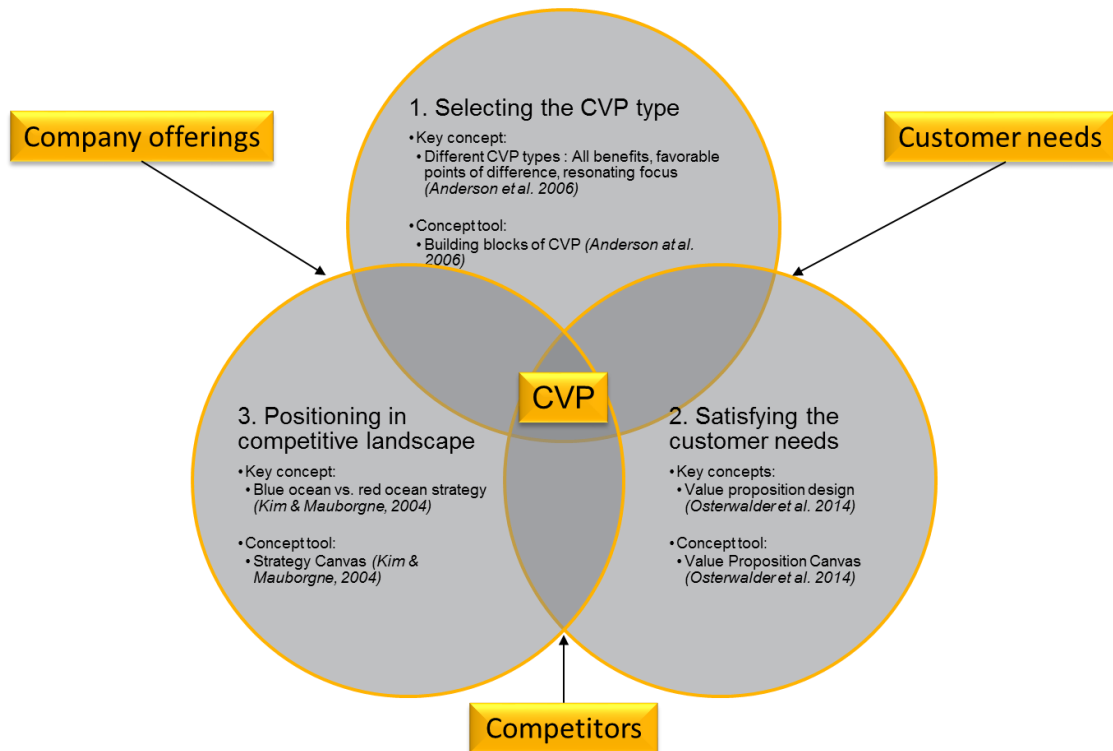 1. Selecting the CVP type
•Key concept:
•Different CVP types : All benefits, favorable
points of difference, resonating focus
(Anderson et al. 2006)
•Concept tool:
•Building blocks of CVP (Anderson at al.
2006)
Company offerings
Customer needs
CVP
3. Positioning in
competitive landscape
•Key concept:
•Blue ocean vs. red ocean strategy
(Kim & Mauborgne, 2004)
•Concept tool:
•Strategy Canvas (Kim &
Mauborgne, 2004)
2. Satisfying the
customer needs
•Key concepts:
•Value proposition design
(Osterwalder et al. 2014)
•Concept tool:
•Value Proposition Canvas
(Osterwalder et al. 2014)
Competitors